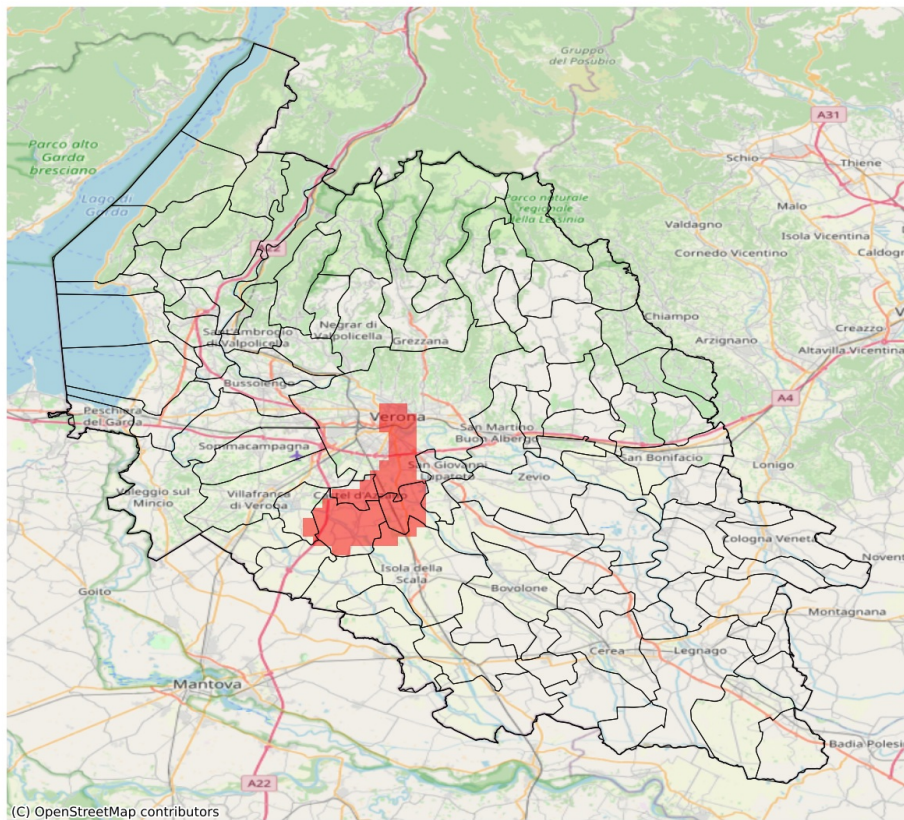 Gruppo
del Posubio
A31
Parco alto
Garda
bresciano
Schio
Thiene
Lago di
Garda
Parco naturale
regionale
della Lessinia
Malo
Valdagno
Isola Vicentina
A22
Cornedo Vicentino
Caldogn
Chiampo
Sant'Ambrogio
di Valpolicella
Negrar di
Valpolicella
Grezzana
Arzignano
Creazzo
Altavilla Vicentina
Bussolengo
A4
Peschiera
del Garda
Verona
San Martino
Buon Albergo
Sommacampagna
San Bonifacio
Lonigo
San Giovanni
Lupatoto
Zevio
Valeggio sul
Mincio
Villafranca
di Verona
Castel d'Azzano
Cologna Veneta
Isola della
Scala
Goito
Bovolone
Montagnana
Cerea
Legnago
Mantova
Badia Polesi
A22
(C) OpenStreetMap contributors